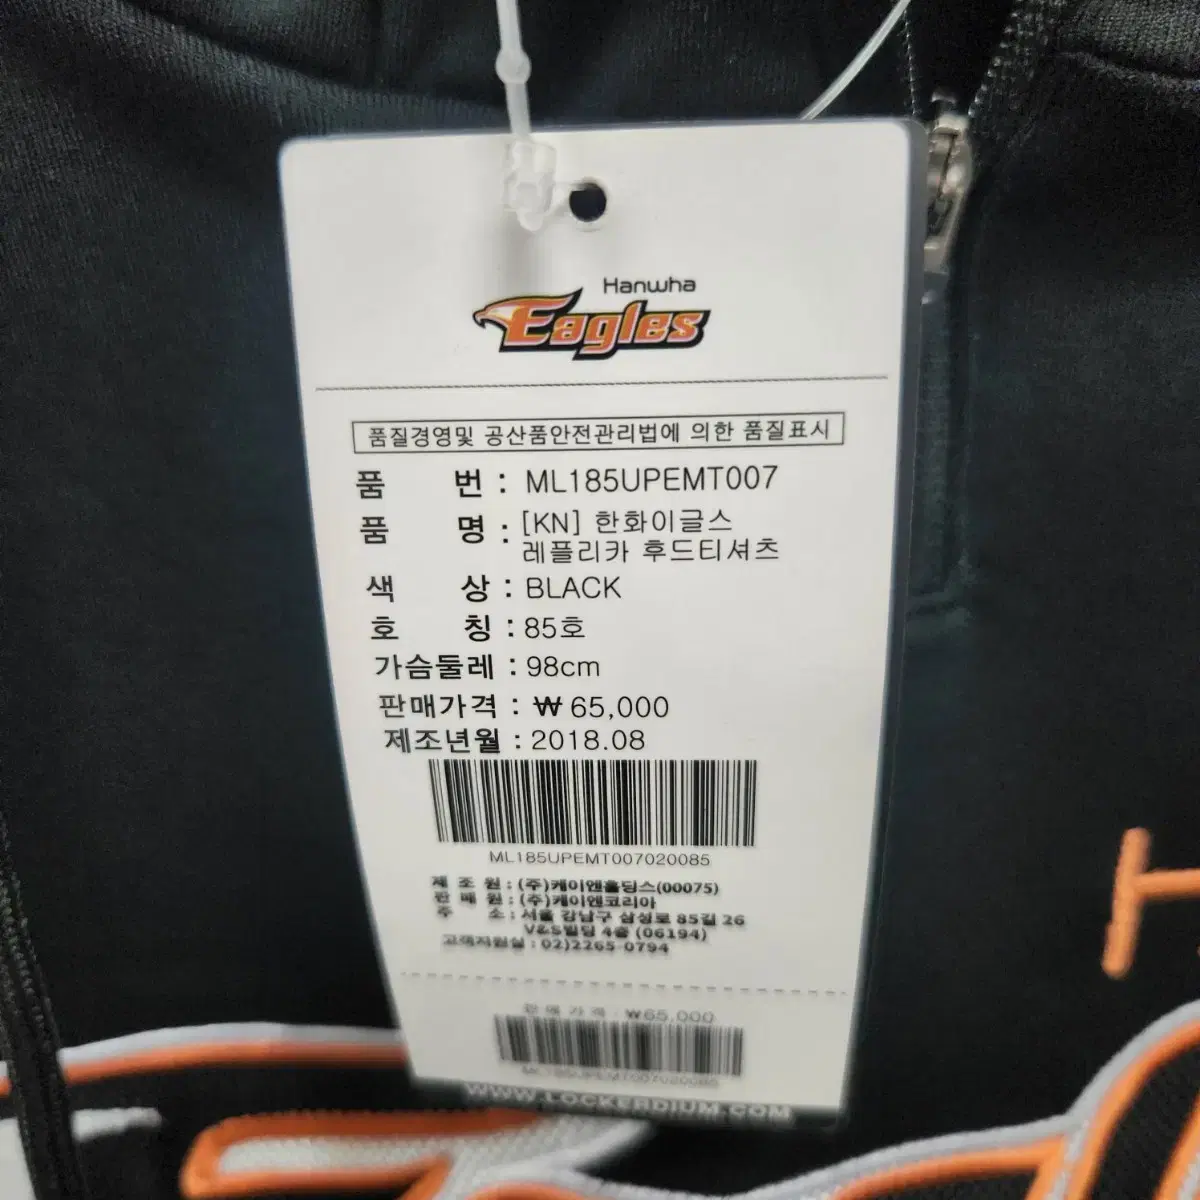 Hanwha
Eagles
품질경영및 공산품안전관리법에 의한 품질표시
품 번 : ML185UPEMT007
품 명 : [KN] 한화이글스
레플리카 후드티셔츠
색 상 : BLACK
호 칭 : 85호
가슴둘레 : 98cm
판매가격 : ₩ 65,000
제조년월 : 2018.08
ML185UPEMT007020085
제 조 원 : (주)케이엔홀딩스(00075)
판 매 원 : (주)케이엔코리아
주 소 : 서울 강남구 삼성로 85길 26
V&S빌딩 4층 (06194)
고객지원실 : 02)2265-0794
판 매 가 격 : ₩65,000
ML185UPEMT007020085
WWW.LOCKERDIUM.COM